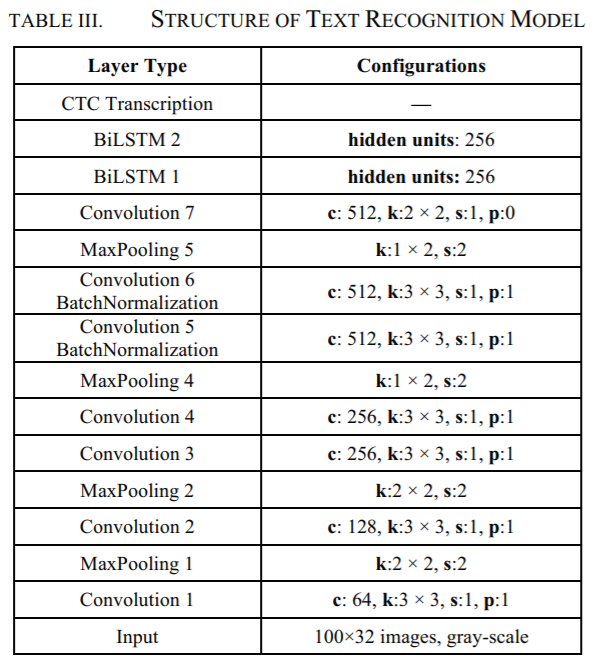 TABLE III. STRUCTURE OF TEXT RECOGNITION MODEL
Layer Type Configurations
CTC Transcription —
BiLSTM 2 hidden units: 256
BiLSTM 1 hidden units: 256
Convolution 7 c: 512, k:2 × 2, s:1, p:0
MaxPooling 5 k:1 × 2, s:2
Convolution 6
BatchNormalization c: 512, k:3 × 3, s:1, p:1
Convolution 5
BatchNormalization c: 512, k:3 × 3, s:1, p:1
MaxPooling 4 k:1 × 2, s:2
Convolution 4 c: 256, k:3 × 3, s:1, p:1
Convolution 3 c: 256, k:3 × 3, s:1, p:1
MaxPooling 2 k:2 × 2, s:2
Convolution 2 c: 128, k:3 × 3, s:1, p:1
MaxPooling 1 k:2 × 2, s:2
Convolution 1 c: 64, k:3 × 3, s:1, p:1
Input 100×32 images, gray-scale